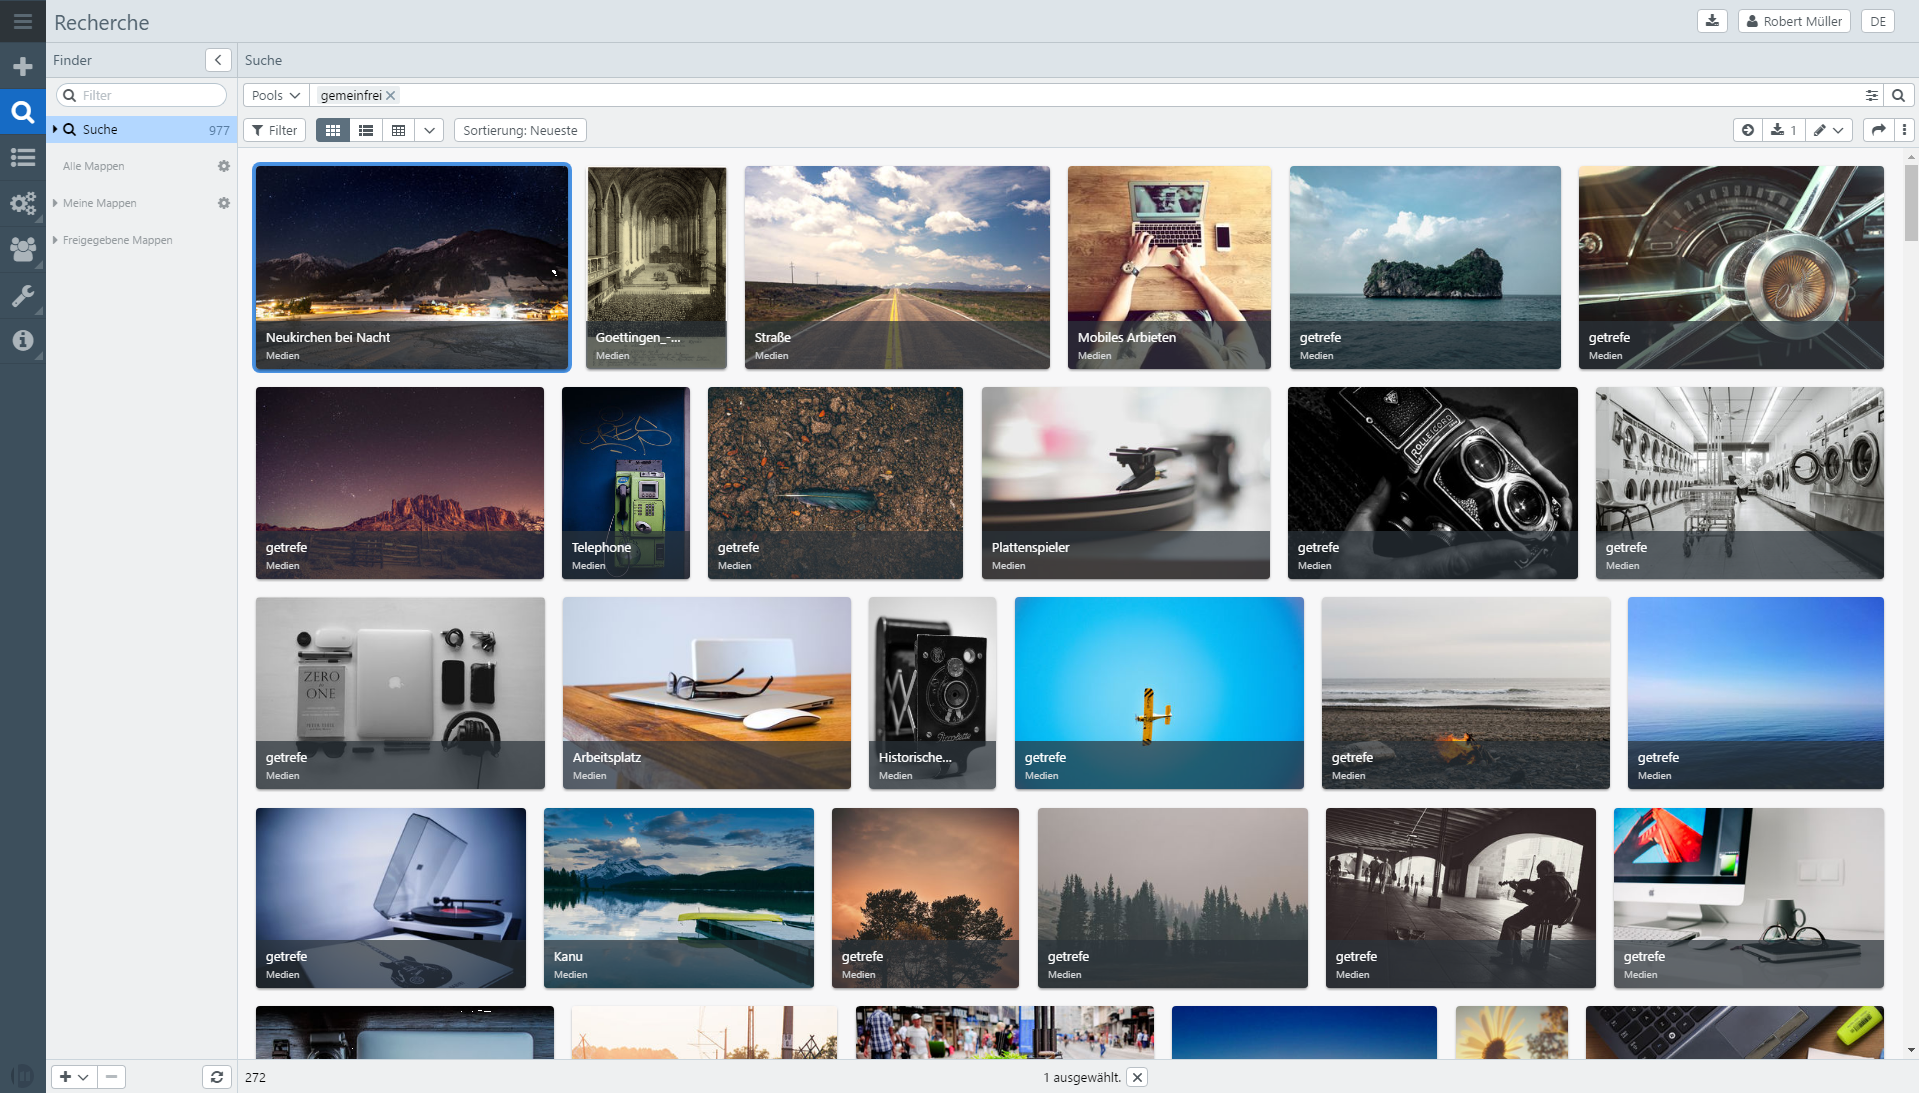 Recherche
Robert Müller
DE
Finder
Suche
Filter
Pools
gemeinfrei
Suche
977
Filter
Sortierung: Neueste
1
Alle Mappen
Meine Mappen
Freigegebene Mappen
Neukirchen bei Nacht
Medien
Goettingen_-...
Medien
Straße
Medien
Mobiles Arbieten
Medien
getrefe
Medien
getrefe
Medien
ROLLEICORD
getrefe
Medien
Telephone
Medien
getrefe
Medien
Plattenspieler
Medien
getrefe
Medien
getrefe
Medien
ZERO
ONE
getrefe
Medien
Arbeitsplatz
Medien
Historische...
Medien
getrefe
Medien
getrefe
Medien
getrefe
Medien
getrefe
Medien
Kanu
Medien
getrefe
Medien
getrefe
Medien
getrefe
Medien
getrefe
Medien
272
1 ausgewählt.